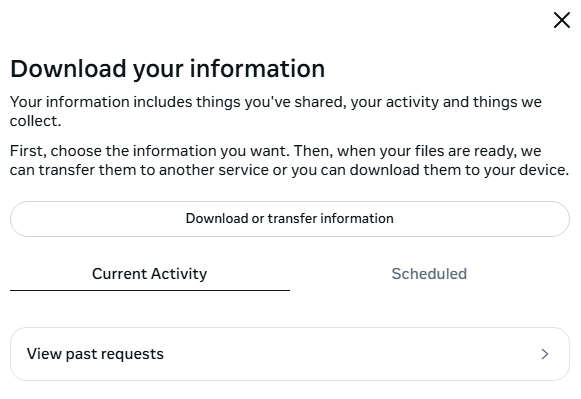 Download your information
Your information includes things you've shared, your activity and things we
collect.
First, choose the information you want. Then, when your files are ready, we
can transfer them to another service or you can download them to your device.
Download or transfer information
Current Activity
Scheduled
View past requests